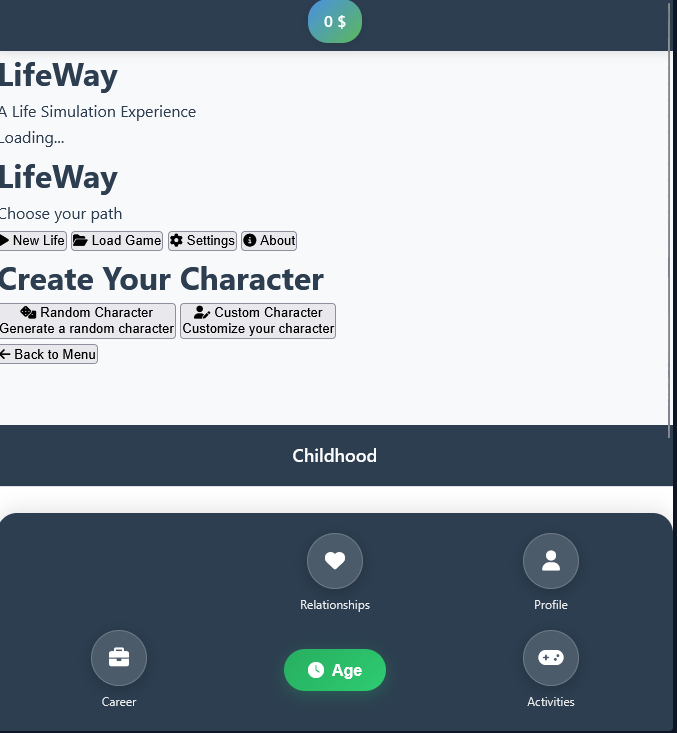 0 $
LifeWay
A Life Simulation Experience
Loading...
LifeWay
Choose your path
New Life Load Game Settings About
Create Your Character
Random Character Custom Character
Generate a random character Customize your character
Back to Menu
Childhood
Relationships Profile
Age
Career Activities